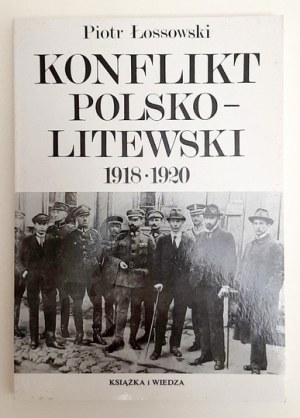 Piotr Łossowski
KONFLIKT
POLSKO–
LITEWSKI
1918·1920
KSIĄŻKA i WIEDZA